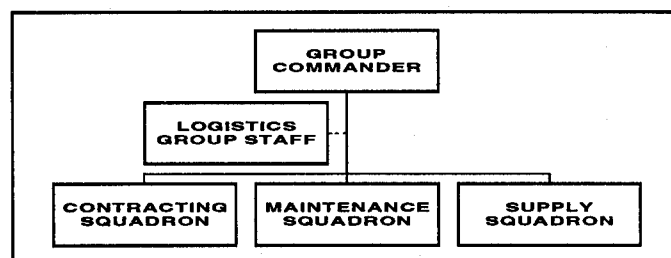 GROUP
COMMANDER
LOGISTICS
GROUP STAFF
CONTRACTING
SQUADRON
MAINTENANCE
SQUADRON
SUPPLY
SQUADRON